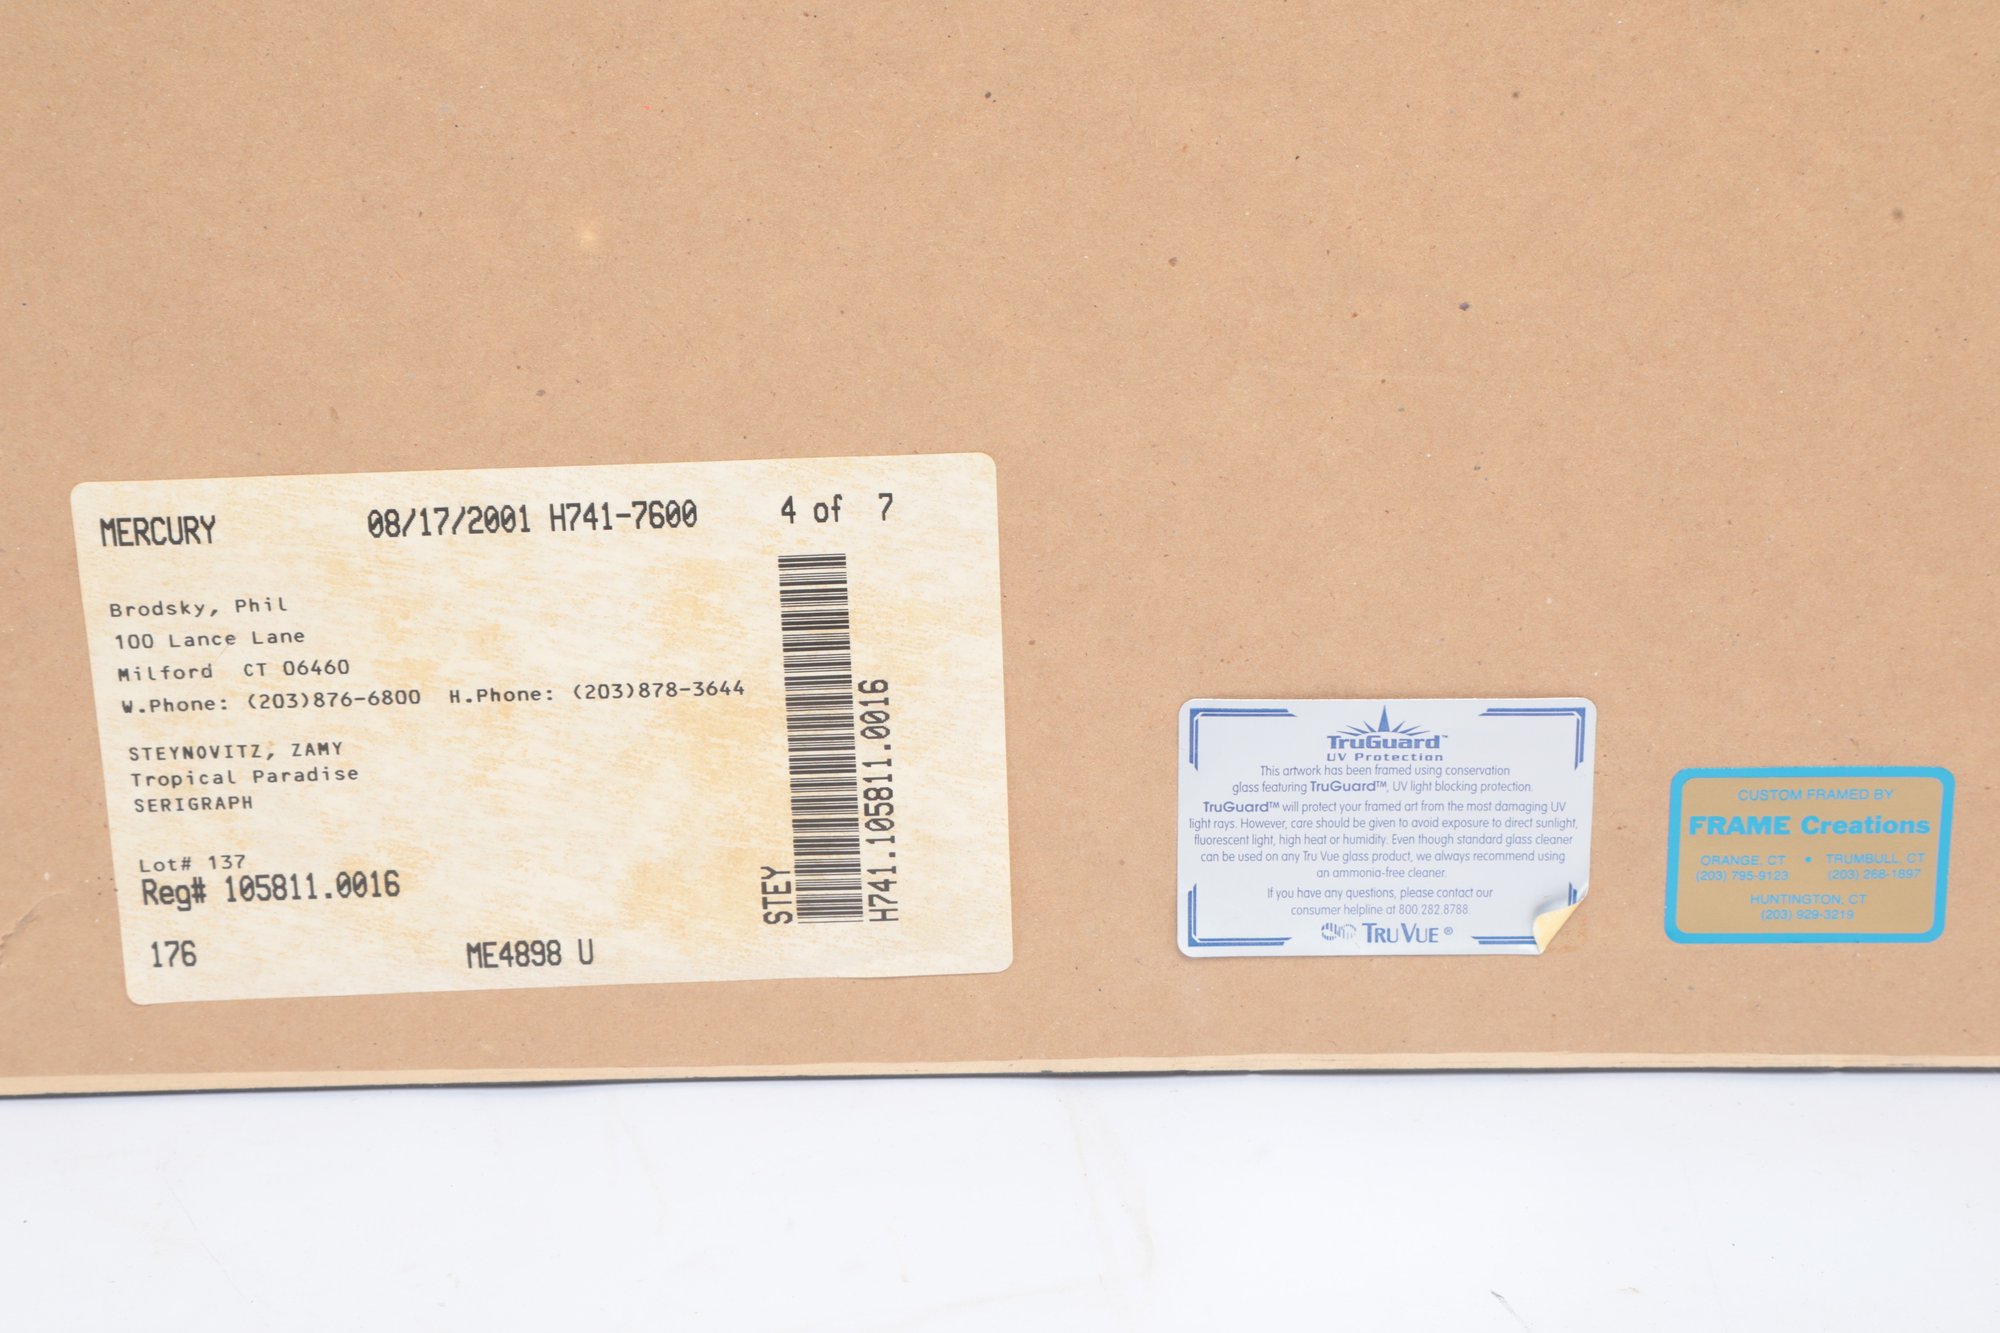 MERCURY 08/17/2001 H741-7600 4 of 7
Brodsky, Phil
100 Lance Lane
Milford CT 06460
W.Phone: (203)876-6800 H.Phone: (203)878-3644
STEYNOVITZ, ZAMY
Tropical Paradise
SERIGRAPH
Lot# 137
Reg# 105811.0016
176 ME4898 U
STEY
H741.105811.0016
TruGuard™
UV Protection
This artwork has been framed using conservation
glass featuring TruGuard™, UV light blocking protection.
TruGuard™ will protect your framed art from the most damaging UV
light rays. However, care should be given to avoid exposure to direct sunlight,
fluorescent light, high heat or humidity. Even though standard glass cleaner
can be used on any Tru Vue glass product, we always recommend using
an ammonia-free cleaner.
If you have any questions, please contact our
consumer helpline at 800.282.8788.
TRU VUE ®
CUSTOM FRAMED BY
FRAME Creations
ORANGE, CT • TRUMBULL, CT
(203) 795-9123 (203) 268-1897
HUNTINGTON, CT
(203) 929-3219